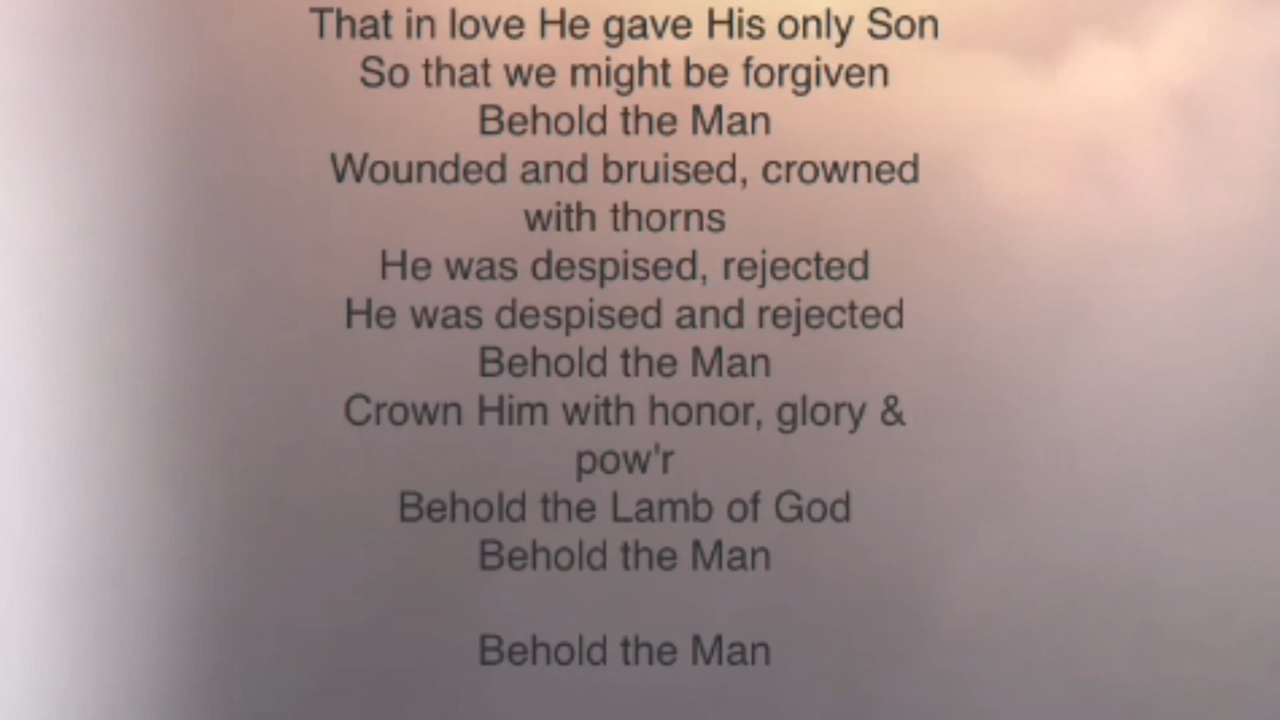 That in love He gave His only Son
So that we might be forgiven
Behold the Man
Wounded and bruised, crowned
with thorns
He was despised, rejected
He was despised and rejected
Behold the Man
Crown Him with honor, glory &
pow'r
Behold the Lamb of God
Behold the Man
Behold the Man